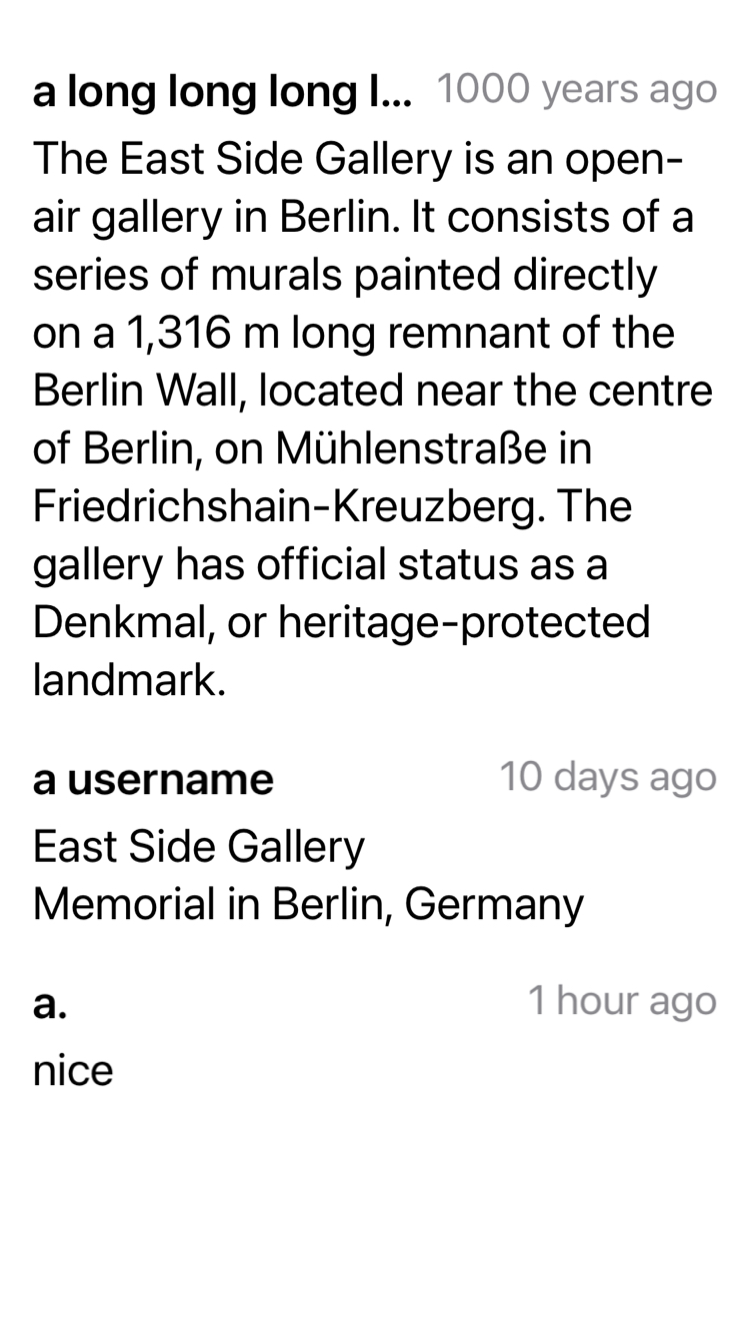 a long long long l... 1000 years ago
The East Side Gallery is an open-
air gallery in Berlin. It consists of a
series of murals painted directly
on a 1,316 m long remnant of the
Berlin Wall, located near the centre
of Berlin, on Mühlenstraße in
Friedrichshain-Kreuzberg. The
gallery has official status as a
Denkmal, or heritage-protected
landmark.
a username 10 days ago
East Side Gallery
Memorial in Berlin, Germany
a. 1 hour ago
nice